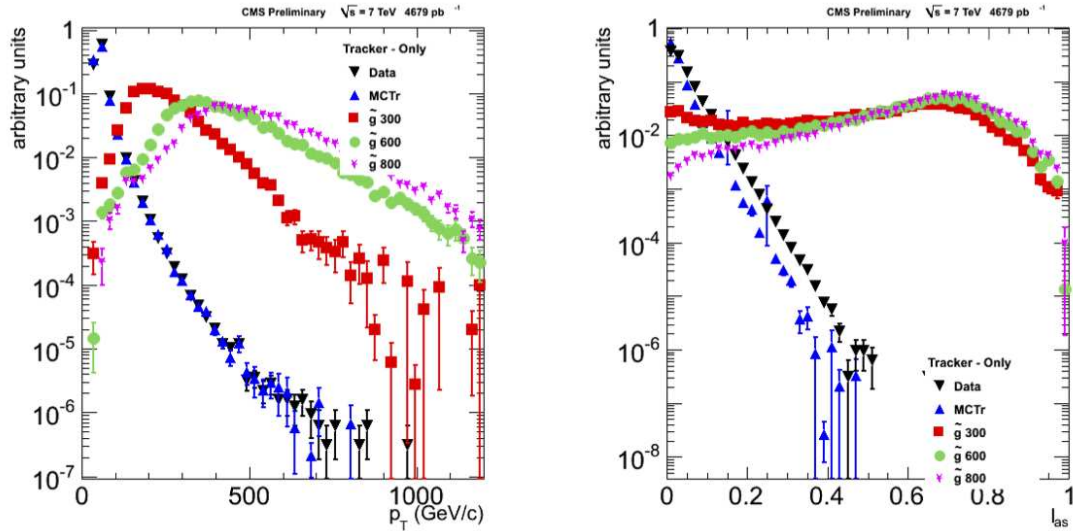 CMS Preliminary √s = 7 TeV 4679 pb -1
arbitrary units
1
10-1
10-2
10-3
10-4
10-5
10-6
10-7
Tracker - Only
Data
MCTr
g̃ 300
g̃ 600
g̃ 800
0 500 1000
pT (GeV/c)
CMS Preliminary √s = 7 TeV 4679 pb -1
arbitrary units
1
10-2
10-4
10-6
10-8
Tracker - Only
Data
MCTr
g̃ 300
g̃ 600
g̃ 800
0 0.2 0.4 0.6 0.8 1
Ias